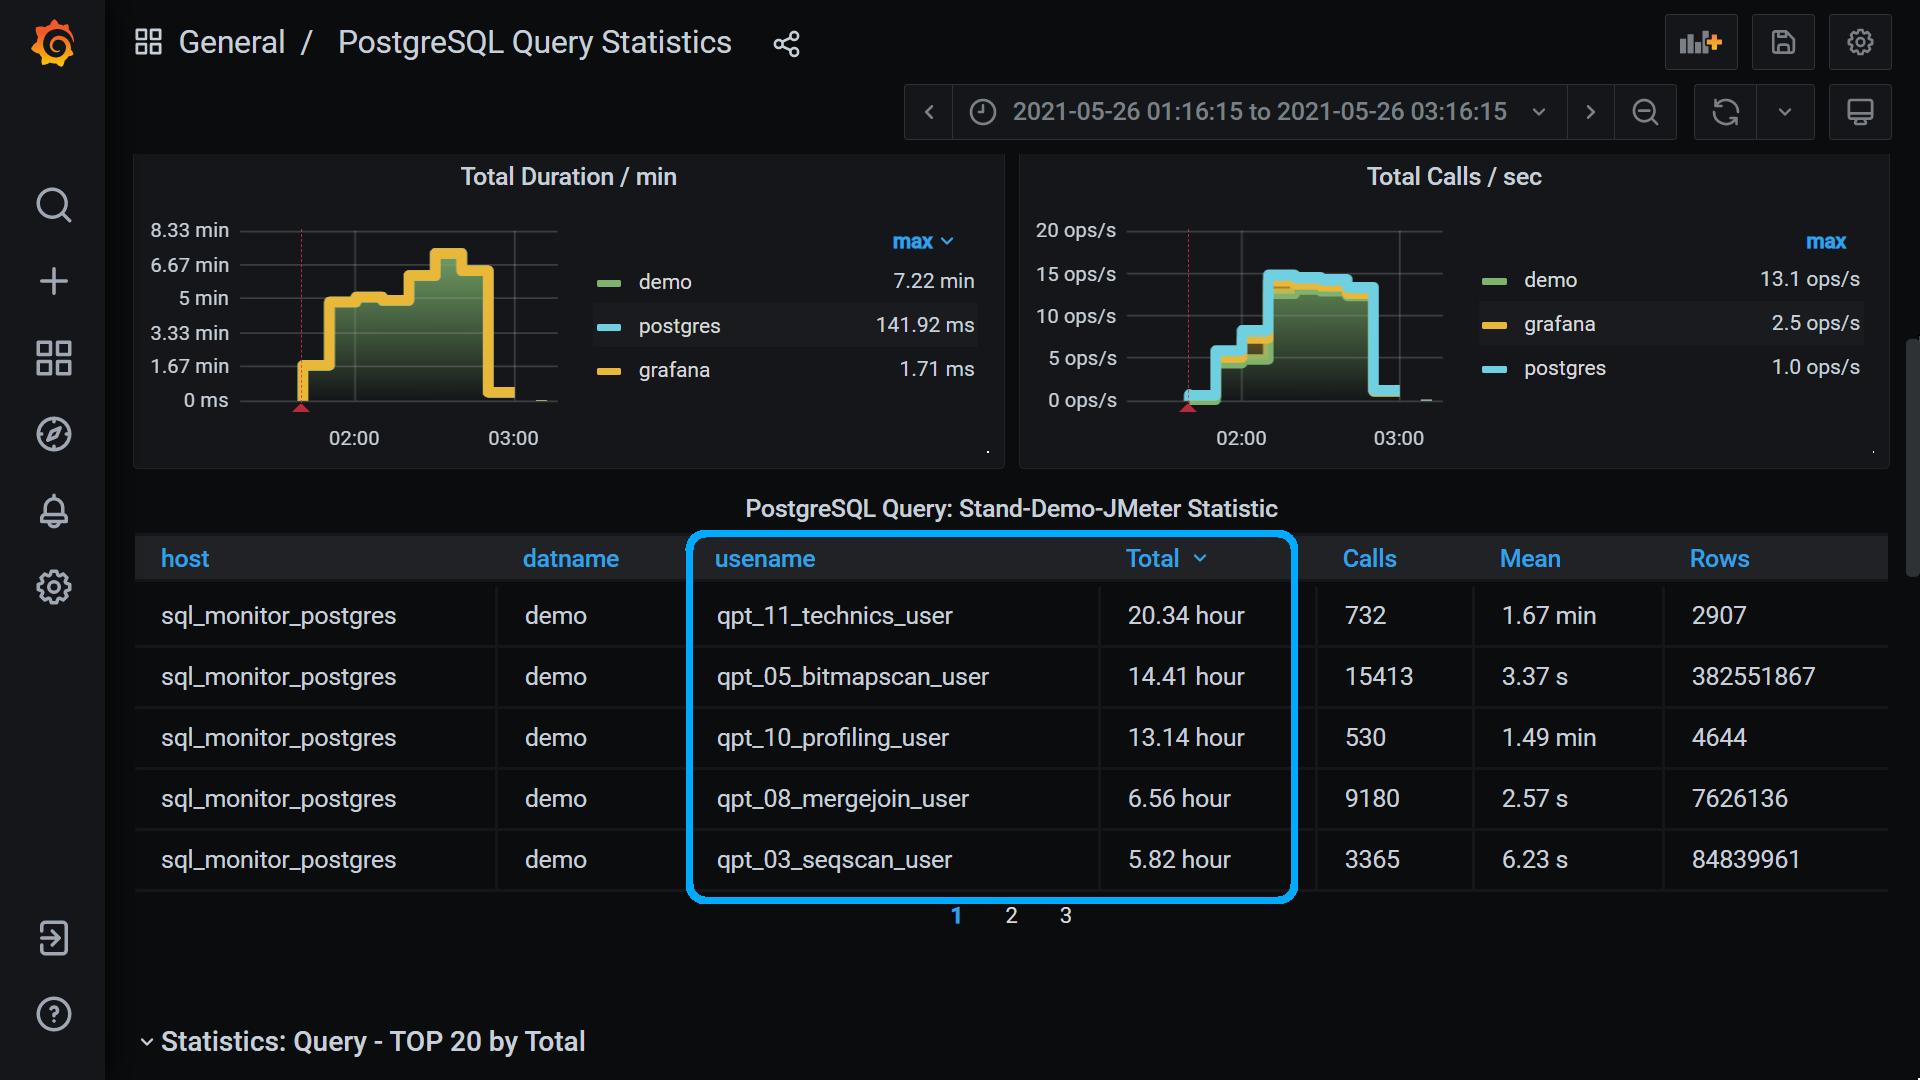 General / PostgreSQL Query Statistics
2021-05-26 01:16:15 to 2021-05-26 03:16:15
Total Duration / min
8.33 min
6.67 min
5 min
3.33 min
1.67 min
0 ms
02:00 03:00
max
demo 7.22 min
postgres 141.92 ms
grafana 1.71 ms
Total Calls / sec
20 ops/s
15 ops/s
10 ops/s
5 ops/s
0 ops/s
02:00 03:00
max
demo 13.1 ops/s
grafana 2.5 ops/s
postgres 1.0 ops/s
PostgreSQL Query: Stand-Demo-JMeter Statistic
host datname usename Total Calls Mean Rows
sql_monitor_postgres demo qpt_11_technics_user 20.34 hour 732 1.67 min 2907
sql_monitor_postgres demo qpt_05_bitmapscan_user 14.41 hour 15413 3.37 s 382551867
sql_monitor_postgres demo qpt_10_profiling_user 13.14 hour 530 1.49 min 4644
sql_monitor_postgres demo qpt_08_mergejoin_user 6.56 hour 9180 2.57 s 7626136
sql_monitor_postgres demo qpt_03_seqscan_user 5.82 hour 3365 6.23 s 84839961
1 2 3
Statistics: Query - TOP 20 by Total